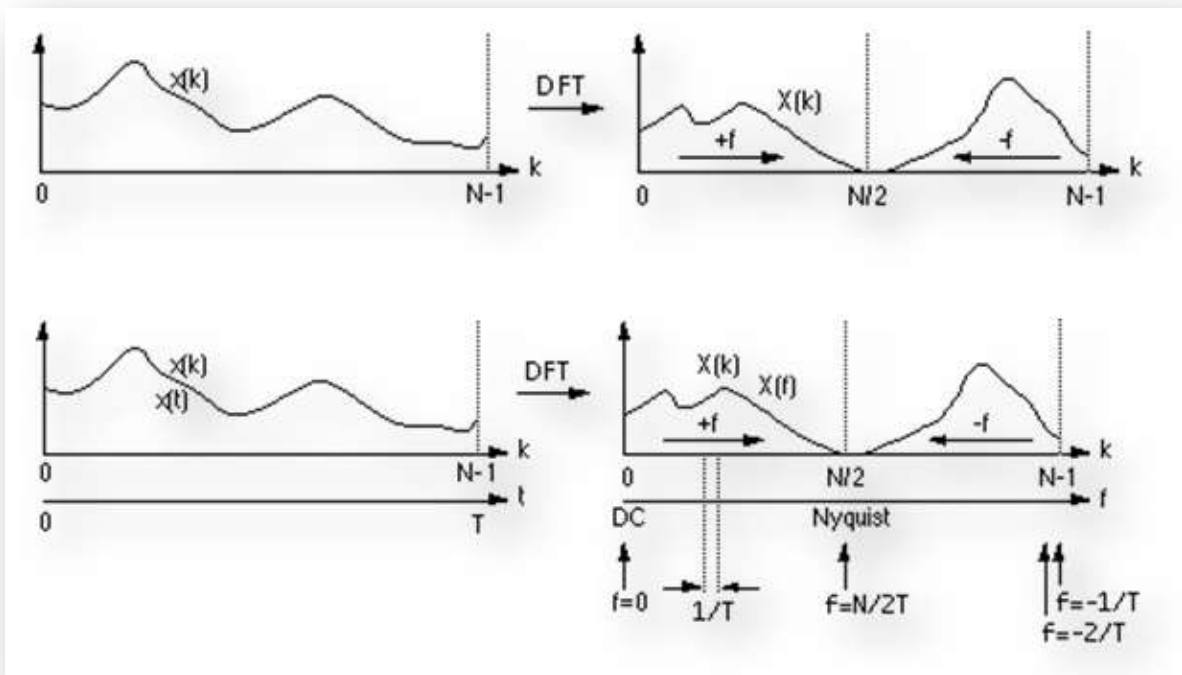 x(k)
DFT
X(k)
+f
-f
k
k
0
N-1
0
N/2
N-1
x(k)
x(t)
DFT
X(k)
X(f)
+f
-f
k
k
0
N-1
0
N/2
N-1
t
f
0
T
DC
Nyquist
f=0
1/T
f=N/2T
f=-1/T
f=-2/T